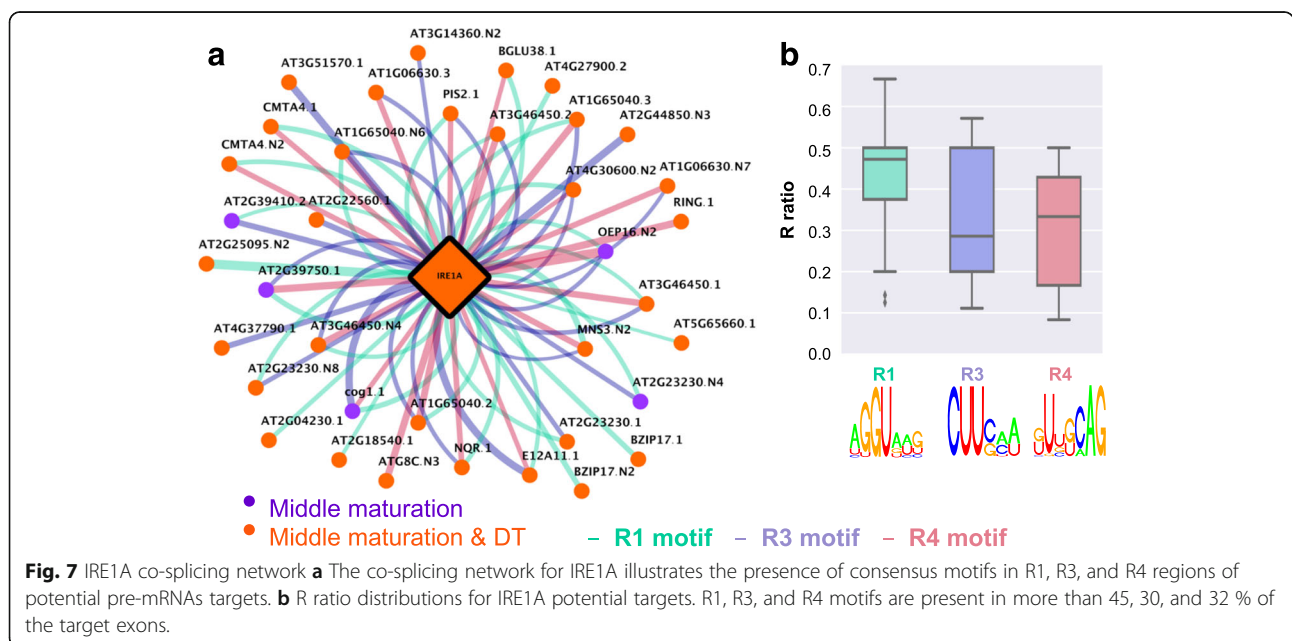 a
AT3G14360.N2
AT3G51570.1
AT1G06630.3
BGLU38.1
AT4G27900.2
CMTA4.1
PIS2.1
AT1G65040.3
AT3G46450.2
AT2G44850.N3
CMTA4.N2
AT1G65040.N6
AT4G30600.N2
AT1G06630.N7
AT2G39410.2
AT2G22560.1
RING.1
OEP16.N2
AT2G25095.N2
AT2G39750.1
IRE1A
AT3G46450.1
AT4G37790.1
AT3G46450.N4
MNS3.N2
AT5G65660.1
AT2G23230.N8
cog1.1
AT2G23230.N4
AT2G04230.1
AT1G65040.2
AT2G23230.1
AT2G18540.1
NQR.1
E12A11.1
BZIP17.1
ATG8C.N3
BZIP17.N2
Middle maturation
Middle maturation & DT
– R1 motif – R3 motif – R4 motif
b
R ratio
0.7
0.6
0.5
0.4
0.3
0.2
0.1
0.0
R1 R3 R4
Fig. 7 IRE1A co-splicing network a The co-splicing network for IRE1A illustrates the presence of consensus motifs in R1, R3, and R4 regions of
potential pre-mRNAs targets. b R ratio distributions for IRE1A potential targets. R1, R3, and R4 motifs are present in more than 45, 30, and 32 % of
the target exons.